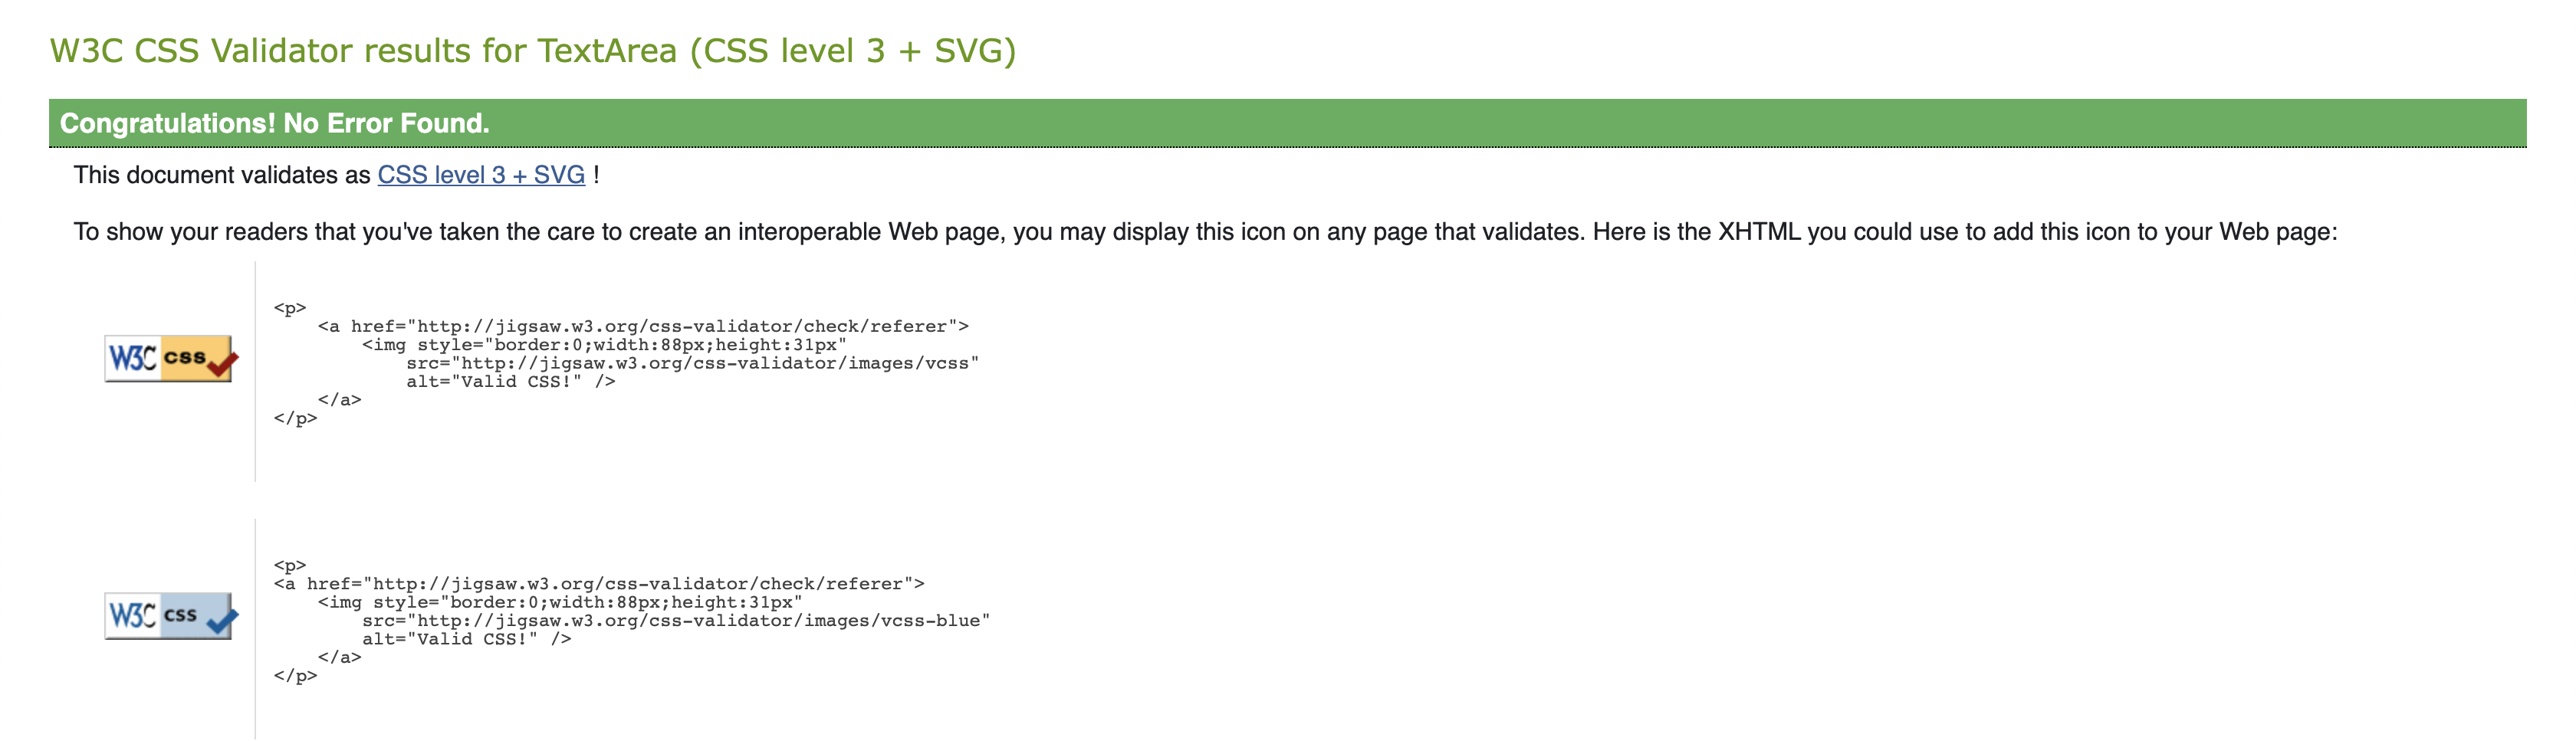 W3C CSS Validator results for TextArea (CSS level 3 + SVG)
Congratulations! No Error Found.
This document validates as CSS level 3 + SVG !
To show your readers that you've taken the care to create an interoperable Web page, you may display this icon on any page that validates. Here is the XHTML you could use to add this icon to your Web page:
W3C css
<p>
    <a href="http://jigsaw.w3.org/css-validator/check/referer">
        <img style="border:0;width:88px;height:31px"
            src="http://jigsaw.w3.org/css-validator/images/vcss"
            alt="Valid CSS!" />
    </a>
</p>
W3C css
<p>
<a href="http://jigsaw.w3.org/css-validator/check/referer">
    <img style="border:0;width:88px;height:31px"
        src="http://jigsaw.w3.org/css-validator/images/vcss-blue"
        alt="Valid CSS!" />
    </a>
</p>